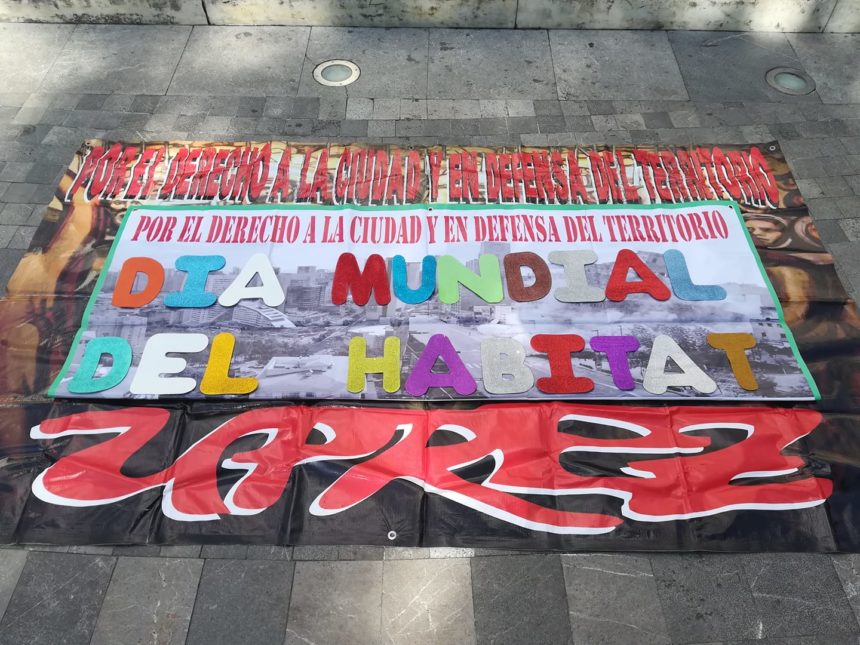 POR EL DERECHO A LA CIUDAD Y EN DEFENSA DEL TERRITORIO
POR EL DERECHO A LA CIUDAD Y EN DEFENSA DEL TERRITORIO
DIA MUNDIAL
DEL HABITAT
UPREZ